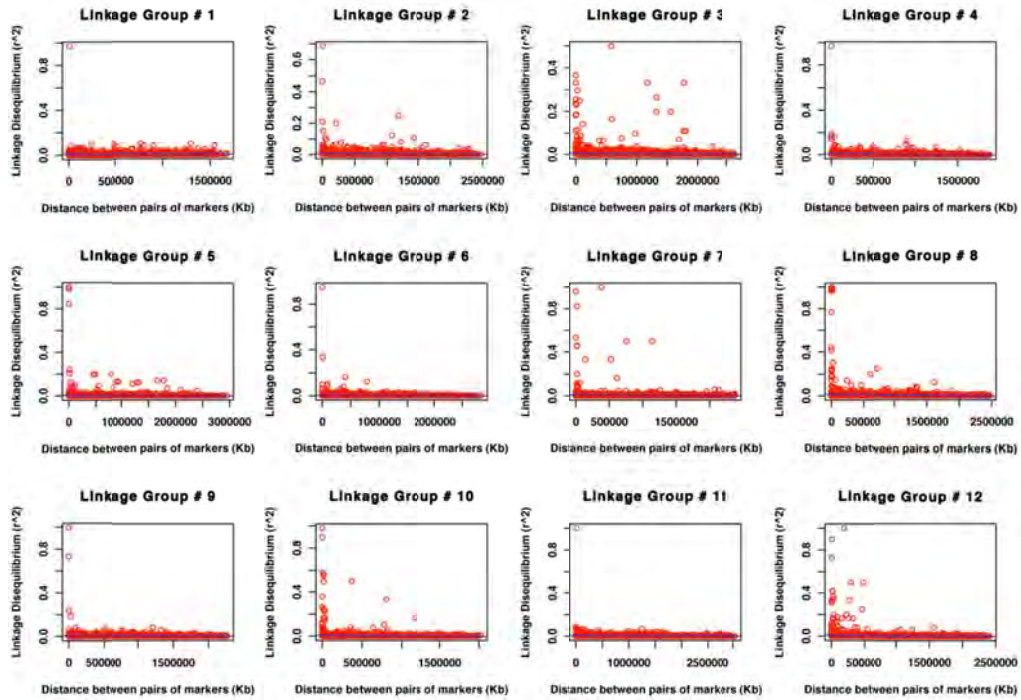 Linkage Group # 1
Linkage Disequilibrium (r^2)
0.0 0.4 0.8
0 500000 1500000
Distance between pairs of markers (Kb)
Linkage Group # 2
Linkage Disequilibrium (r^2)
0.0 0.2 0.4 0.6
0 500000 1500000 2500000
Distance between pairs of markers (Kb)
Linkage Group # 3
Linkage Disequilibrium (r^2)
0.0 0.2 0.4
0 1000000 2000000
Distance between pairs of markers (Kb)
Linkage Group # 4
Linkage Disequilibrium (r^2)
0.0 0.4 0.8
0 500000 1500000
Distance between pairs of markers (Kb)
Linkage Group # 5
Linkage Disequilibrium (r^2)
0.0 0.4 0.8
0 1000000 2000000 3000000
Distance between pairs of markers (Kb)
Linkage Group # 6
Linkage Disequilibrium (r^2)
0.0 0.4 0.8
0 1000000 2000000
Distance between pairs of markers (Kb)
Linkage Group # 7
Linkage Disequilibrium (r^2)
0.0 0.4 0.8
0 500000 1500000
Distance between pairs of markers (Kb)
Linkage Group # 8
Linkage Disequilibrium (r^2)
0.0 0.4 0.8
0 500000 1500000 2500000
Distance between pairs of markers (Kb)
Linkage Group # 9
Linkage Disequilibrium (r^2)
0.0 0.4 0.8
0 500000 1500000
Distance between pairs of markers (Kb)
Linkage Group # 10
Linkage Disequilibrium (r^2)
0.0 0.4 0.8
0 500000 1500000
Distance between pairs of markers (Kb)
Linkage Group # 11
Linkage Disequilibrium (r^2)
0.0 0.4 0.8
0 1000000 2000000
Distance between pairs of markers (Kb)
Linkage Group # 12
Linkage Disequilibrium (r^2)
0.0 0.4 0.8
0 500000 1500000 2500000
Distance between pairs of markers (Kb)